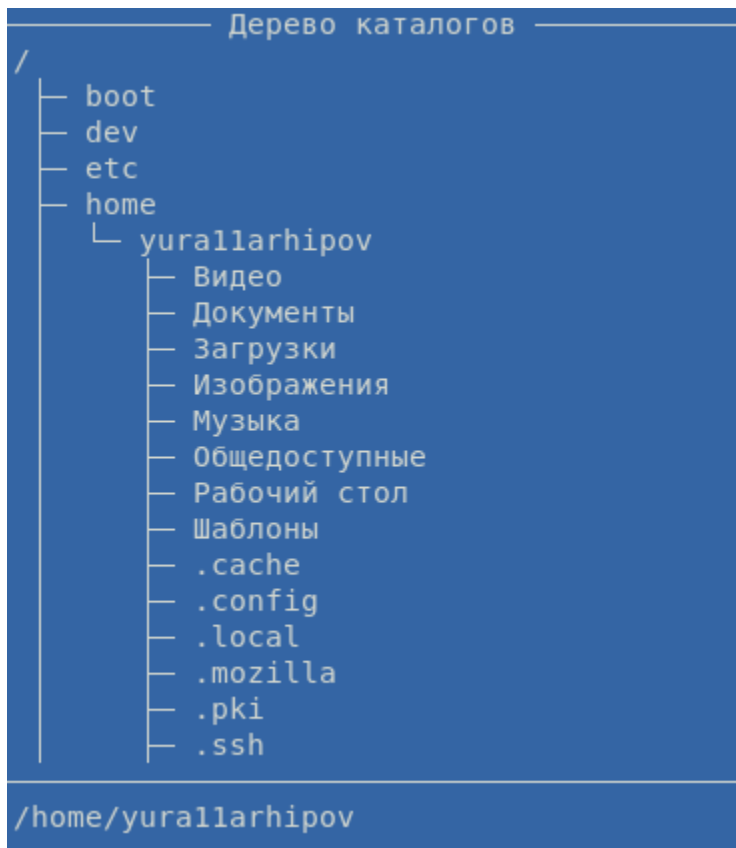 Дерево каталогов
/
boot
dev
etc
home
yura11arhipov
Видео
Документы
Загрузки
Изображения
Музыка
Общедоступные
Рабочий стол
Шаблоны
.cache
.config
.local
.mozilla
.pki
.ssh
/home/yura11arhipov